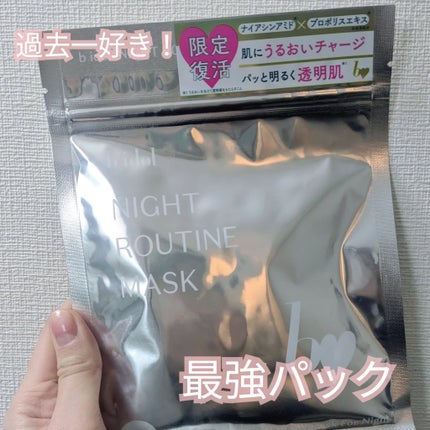 過去一好き！
限定
復活
ナイアシンアミド×プロポリスエキス
肌にうるおいチャージ
パッと明るく透明肌
b
NIGHT
ROUTINE
MASK
b
最強パック